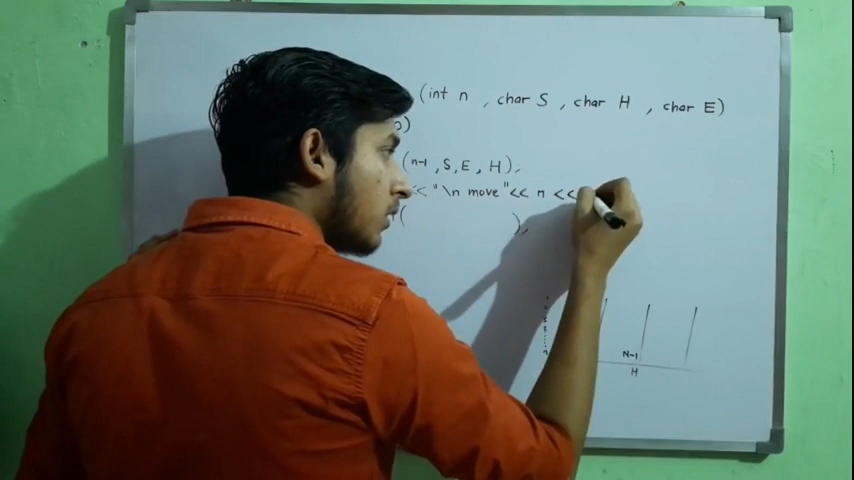 (int n , char S , char H , char E)
)
(n-1 , S, E , H),
<< "\n move" << n <<
( ),
N-1
H